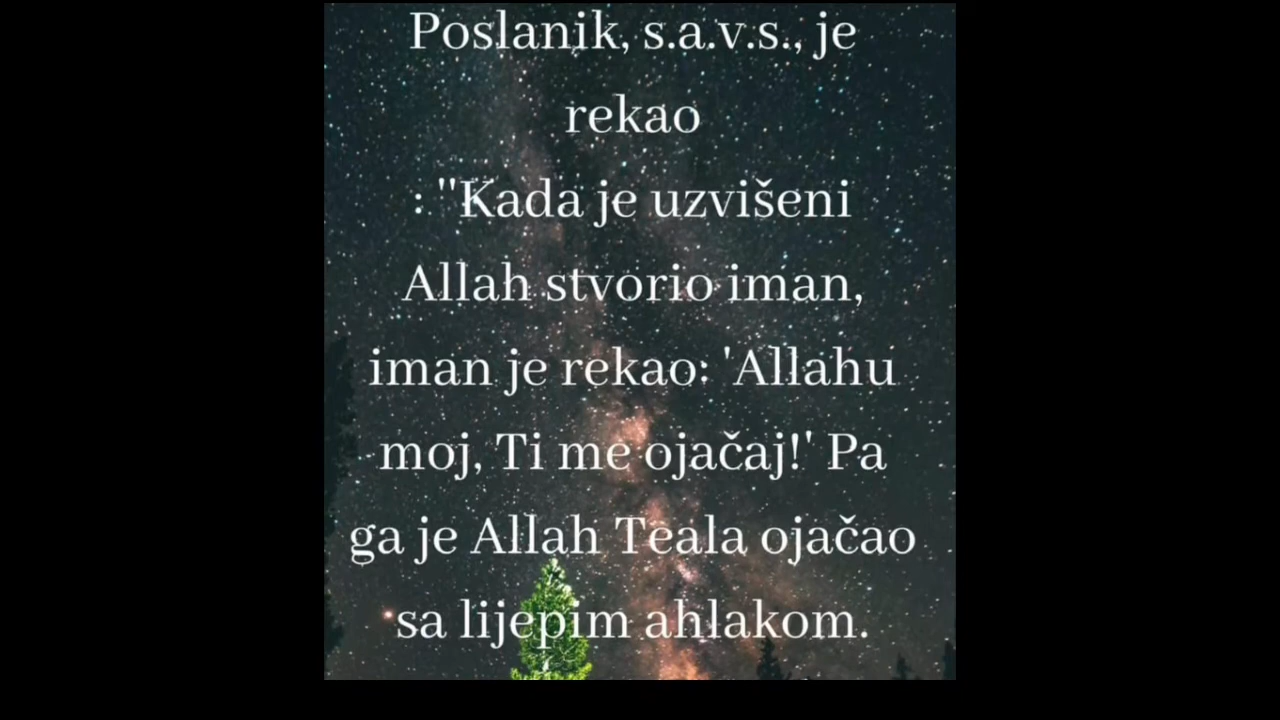 Poslanik, s.a.v.s., je
rekao
: "Kada je uzvišeni
Allah stvorio iman,
iman je rekao: 'Allahu
moj, Ti me ojačaj!' Pa
ga je Allah Teala ojačao
sa lijepim ahlakom.